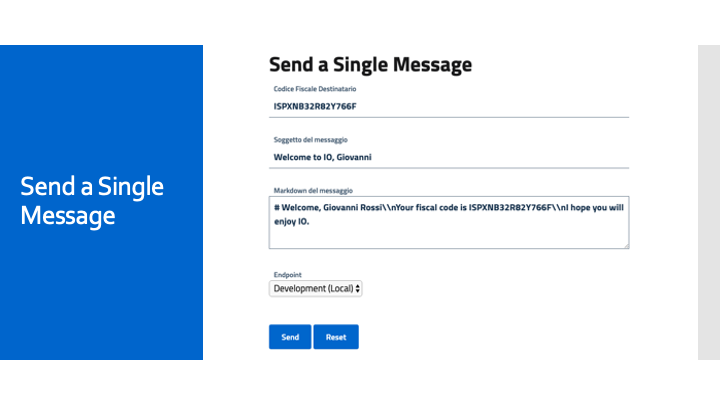 Send a Single
Message
Send a Single Message
Codice Fiscale Destinatario
ISPXNB32R82Y766F
Soggetto del messaggio
Welcome to IO, Giovanni
Markdown del messaggio
# Welcome, Giovanni Rossi\\nYour fiscal code is ISPXNB32R82Y766F\\nI hope you will
enjoy IO.
Endpoint
Development (Local)
Send Reset